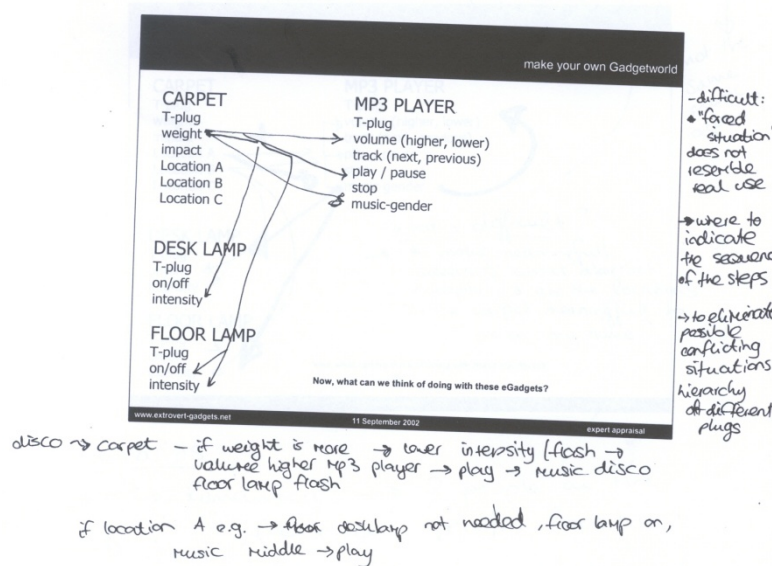 make your own Gadgetworld
CARPET
T-plug
weight
impact
Location A
Location B
Location C
MP3 PLAYER
T-plug
volume (higher, lower)
track (next, previous)
play / pause
stop
music-gender
DESK LAMP
T-plug
on/off
intensity
FLOOR LAMP
T-plug
on/off
intensity
Now, what can we think of doing with these eGadgets?
www.extrovert-gadgets.net
11 September 2002
expert appraisal
-difficult:
"forced
situation"
does not
resemble
real use
→ where to
indicate
the sequence
of the steps
→ to eliminate
possible
conflicting
situations
hierarchy
of different
plugs
disco → carpet - if weight is more → lower intensity / flash →
volume higher mp3 player → play → music disco
floor lamp flash
if location A e.g. → desklamp not needed, floor lamp on,
music middle → play